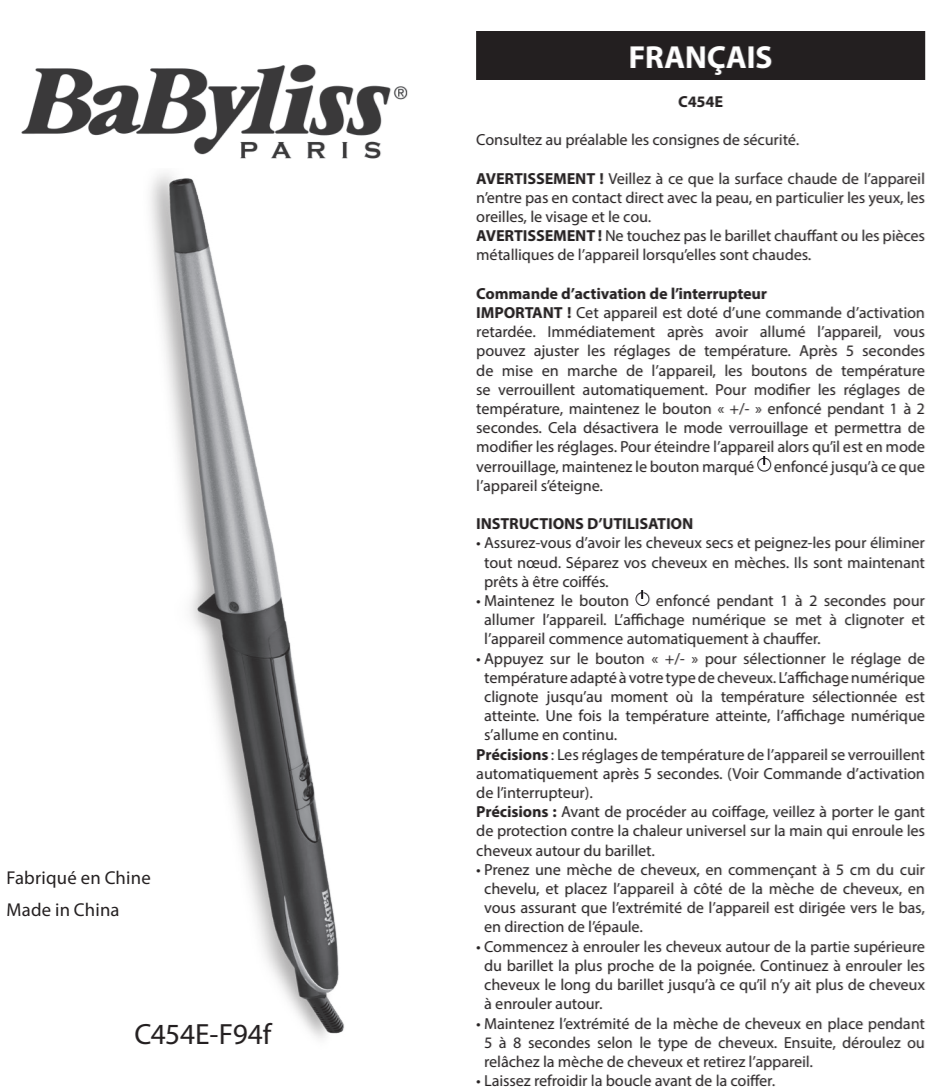 BaByliss®
PARIS
BaByliss
Fabriqué en Chine
Made in China
C454E-F94f
FRANÇAIS
C454E
Consultez au préalable les consignes de sécurité.
AVERTISSEMENT ! Veillez à ce que la surface chaude de l’appareil
n’entre pas en contact direct avec la peau, en particulier les yeux, les
oreilles, le visage et le cou.
AVERTISSEMENT ! Ne touchez pas le barillet chauffant ou les pièces
métalliques de l’appareil lorsqu’elles sont chaudes.
Commande d’activation de l’interrupteur
IMPORTANT ! Cet appareil est doté d’une commande d’activation
retardée. Immédiatement après avoir allumé l’appareil, vous
pouvez ajuster les réglages de température. Après 5 secondes
de mise en marche de l’appareil, les boutons de température
se verrouillent automatiquement. Pour modifier les réglages de
température, maintenez le bouton « +/- » enfoncé pendant 1 à 2
secondes. Cela désactivera le mode verrouillage et permettra de
modifier les réglages. Pour éteindre l’appareil alors qu’il est en mode
verrouillage, maintenez le bouton marqué enfoncé jusqu’à ce que
l’appareil s’éteigne.
INSTRUCTIONS D’UTILISATION
• Assurez-vous d’avoir les cheveux secs et peignez-les pour éliminer
tout nœud. Séparez vos cheveux en mèches. Ils sont maintenant
prêts à être coiffés.
• Maintenez le bouton enfoncé pendant 1 à 2 secondes pour
allumer l’appareil. L’affichage numérique se met à clignoter et
l’appareil commence automatiquement à chauffer.
• Appuyez sur le bouton « +/- » pour sélectionner le réglage de
température adapté à votre type de cheveux. L’affichage numérique
clignote jusqu’au moment où la température sélectionnée est
atteinte. Une fois la température atteinte, l’affichage numérique
s’allume en continu.
Précisions : Les réglages de température de l’appareil se verrouillent
automatiquement après 5 secondes. (Voir Commande d’activation
de l’interrupteur).
Précisions : Avant de procéder au coiffage, veillez à porter le gant
de protection contre la chaleur universel sur la main qui enroule les
cheveux autour du barillet.
• Prenez une mèche de cheveux, en commençant à 5 cm du cuir
chevelu, et placez l’appareil à côté de la mèche de cheveux, en
vous assurant que l’extrémité de l’appareil est dirigée vers le bas,
en direction de l’épaule.
• Commencez à enrouler les cheveux autour de la partie supérieure
du barillet la plus proche de la poignée. Continuez à enrouler les
cheveux le long du barillet jusqu’à ce qu’il n’y ait plus de cheveux
à enrouler autour.
• Maintenez l’extrémité de la mèche de cheveux en place pendant
5 à 8 secondes selon le type de cheveux. Ensuite, déroulez ou
relâchez la mèche de cheveux et retirez l’appareil.
• Laissez refroidir la boucle avant de la coiffer.